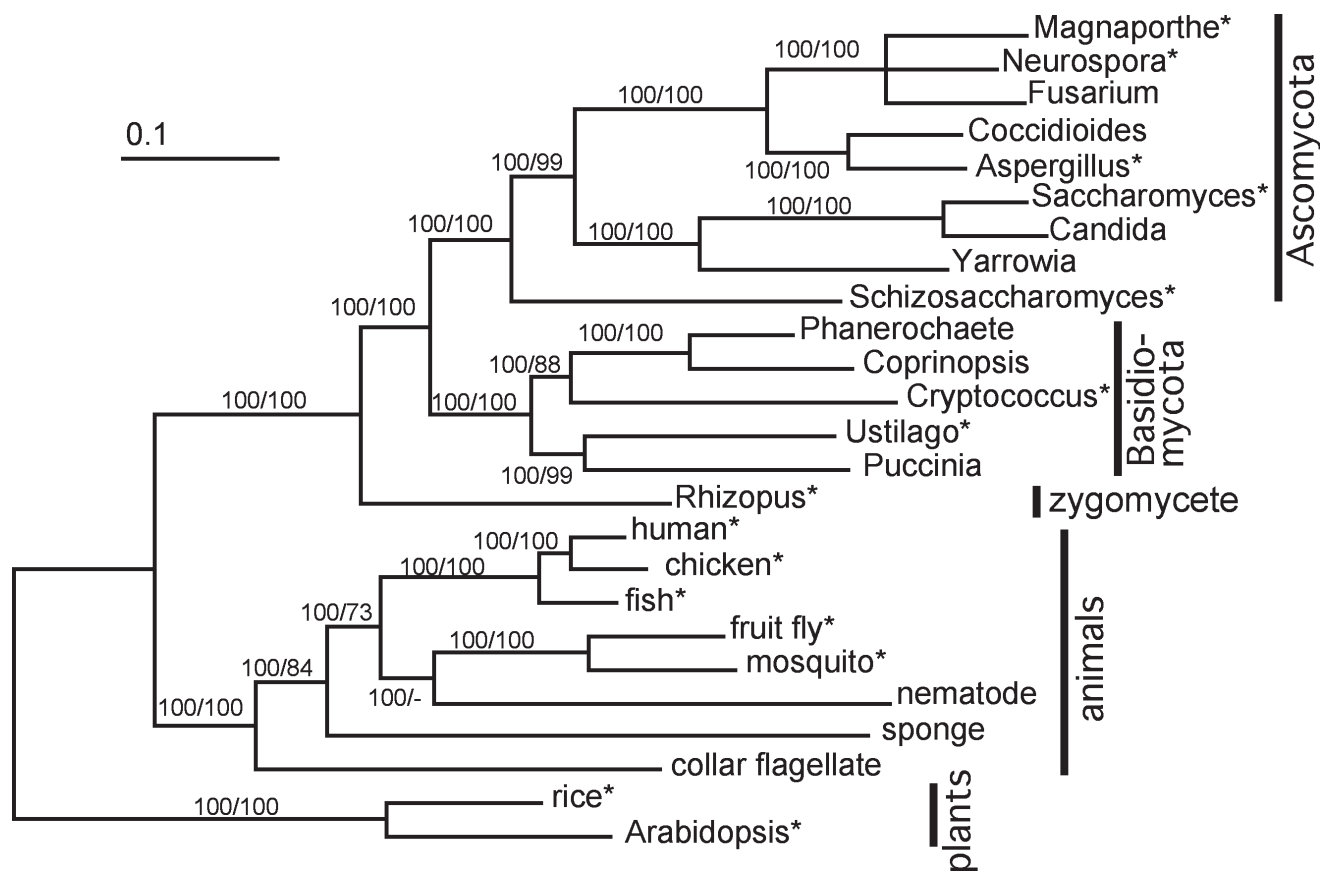 Magnaporthe*
100/100
Neurospora*
Fusarium
100/100
0.1
Coccidioides
100/100
Aspergillus*
100/99
Saccharomyces*
100/100
Candida
100/100
100/100
Yarrowia
Schizosaccharomyces*
Ascomycota
100/100
Phanerochaete
100/100
Coprinopsis
100/88
Cryptococcus*
100/100
100/100
Ustilago*
Puccinia
100/99
Basidio-
mycota
Rhizopus*
zygomycete
human*
100/100
chicken*
100/100
fish*
100/73
fruit fly*
100/100
mosquito*
100/84
100/-
nematode
100/100
sponge
collar flagellate
animals
rice*
100/100
Arabidopsis*
plants